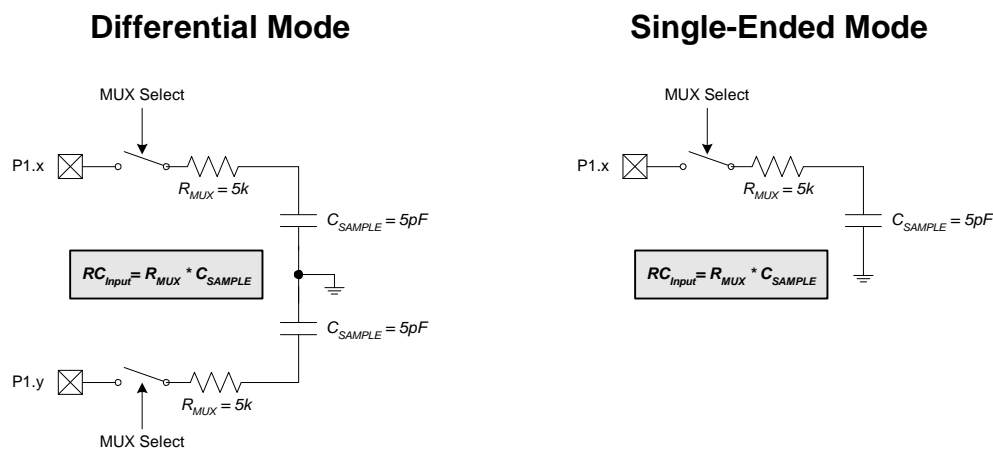 Differential Mode
MUX Select
P1.x
R_MUX = 5k
C_SAMPLE = 5pF
RC_Input= R_MUX * C_SAMPLE
C_SAMPLE = 5pF
P1.y
R_MUX = 5k
MUX Select
Single-Ended Mode
MUX Select
P1.x
R_MUX = 5k
C_SAMPLE = 5pF
RC_Input= R_MUX * C_SAMPLE